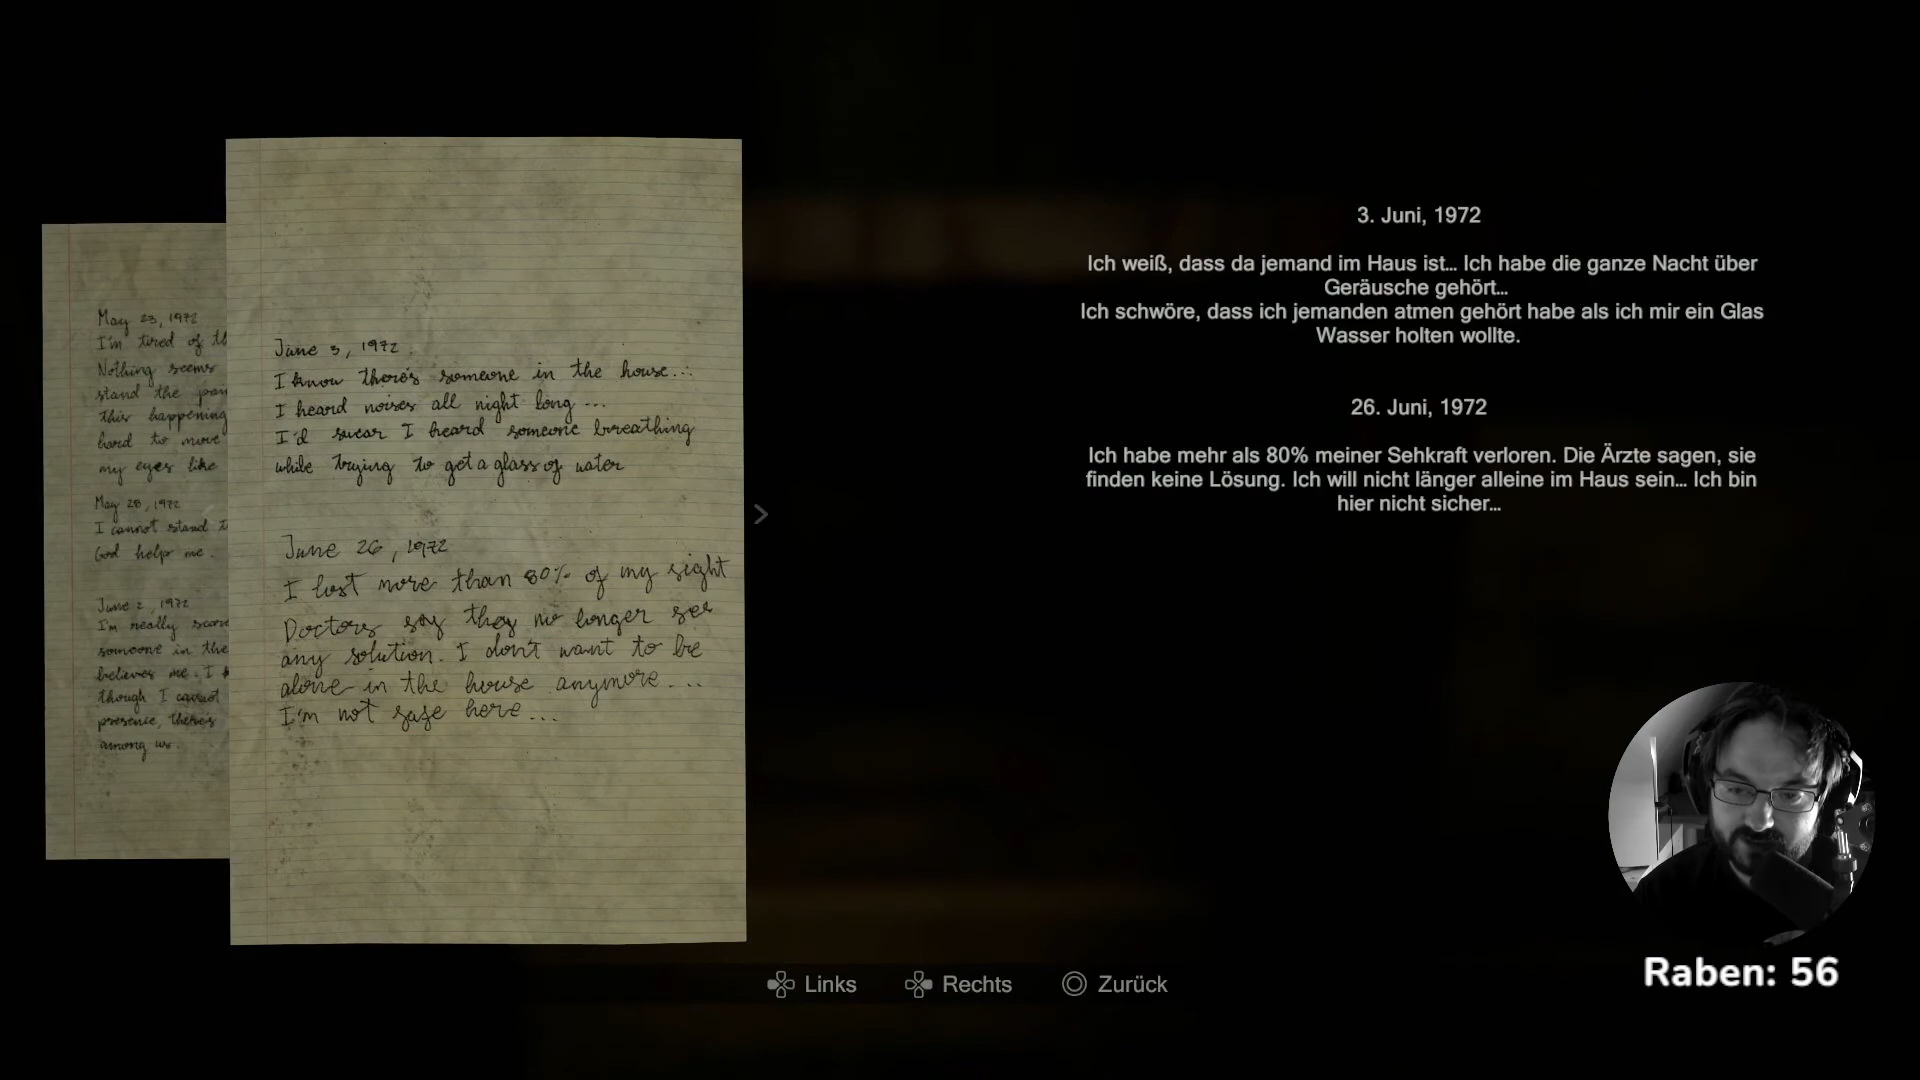 May 23, 1972
I'm tired of
Nothing seems
stand the
this happening
hard to move
my eyes like
May 28, 1972
I cannot stand
God help me.
June 2, 1972
I'm really
someone in the
believes me. I
though I cannot
presence, there's
among us.
June 3, 1972
I know there's someone in the house...
I heard noises all night long...
I'd swear I heard someone breathing
while trying to get a glass of water
June 26, 1972
I lost more than 80% of my sight
Doctors say they no longer see
any solution. I don't want to be
alone in the house anymore...
I'm not safe here...
3. Juni, 1972
Ich weiß, dass da jemand im Haus ist... Ich habe die ganze Nacht über
Geräusche gehört...
Ich schwöre, dass ich jemanden atmen gehört habe als ich mir ein Glas
Wasser holten wollte.
26. Juni, 1972
Ich habe mehr als 80% meiner Sehkraft verloren. Die Ärzte sagen, sie
finden keine Lösung. Ich will nicht länger alleine im Haus sein... Ich bin
hier nicht sicher...
Links
Rechts
Zurück
Raben: 56